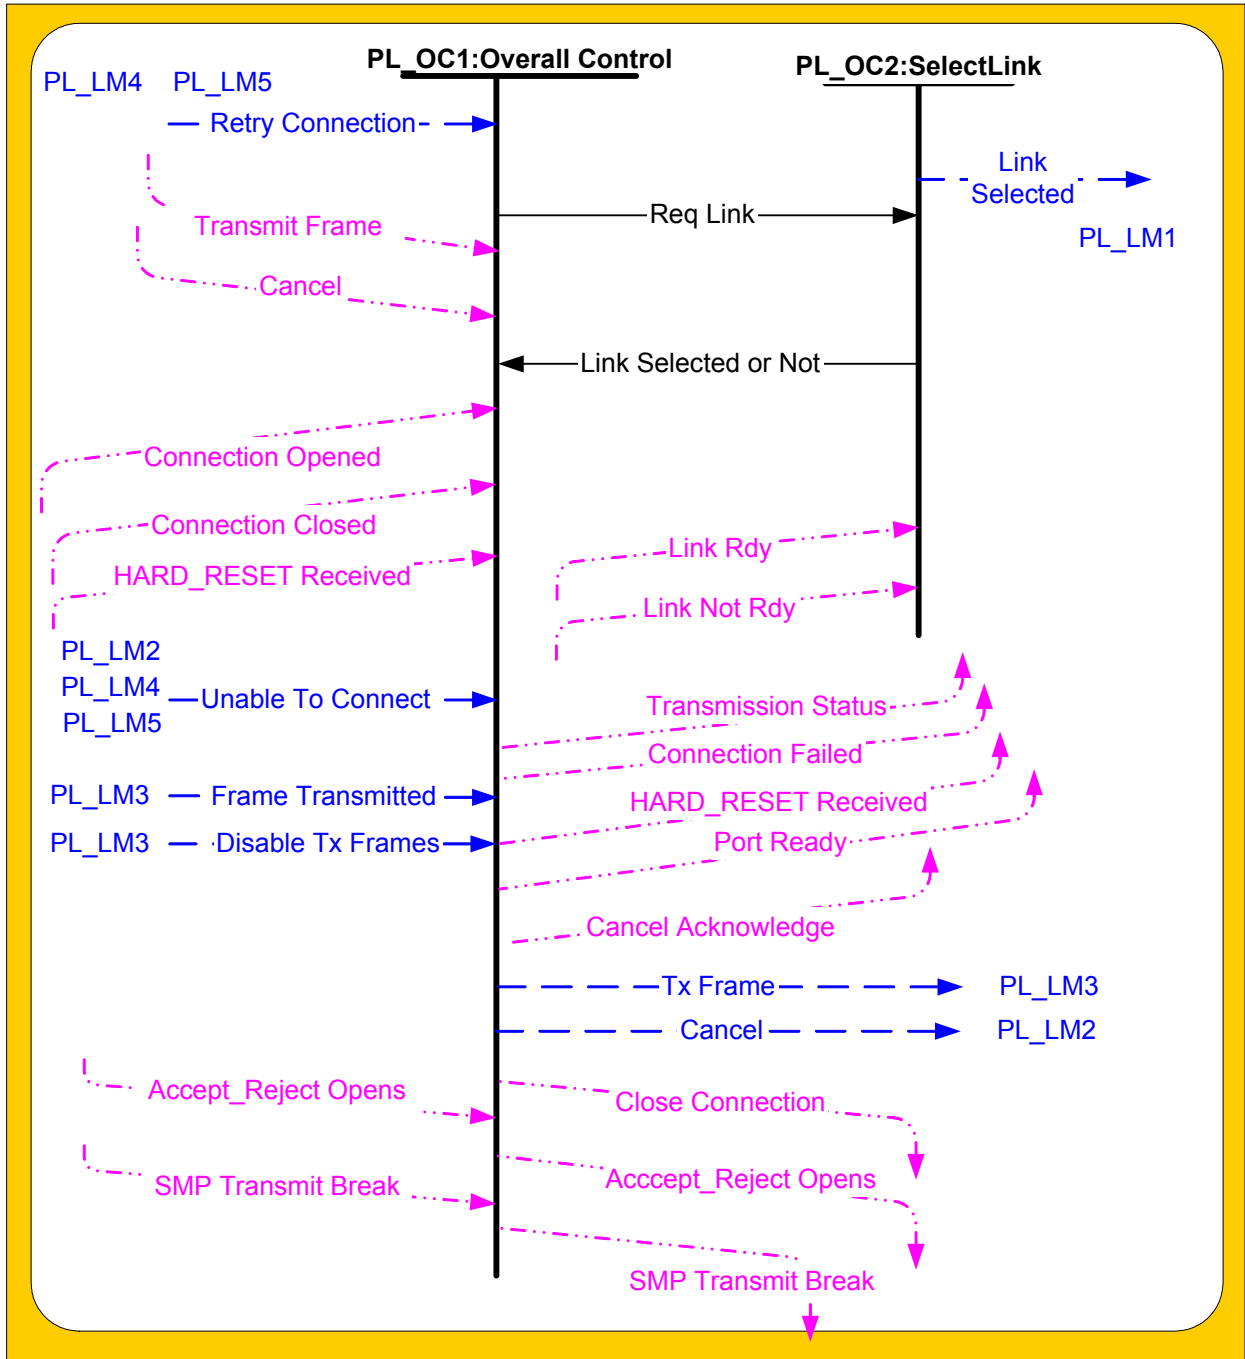 PL_OC1:Overall Control
PL_OC2:SelectLink
PL_LM4 PL_LM5
Retry Connection
Link
Selected
Transmit Frame
Req Link
PL_LM1
Cancel
Link Selected or Not
Connection Opened
Connection Closed
Link Rdy
HARD_RESET Received
Link Not Rdy
PL_LM2
PL_LM4
Unable To Connect
PL_LM5
Transmission Status
Connection Failed
PL_LM3
Frame Transmitted
HARD_RESET Received
PL_LM3
Disable Tx Frames
Port Ready
Cancel Acknowledge
Tx Frame
PL_LM3
Cancel
PL_LM2
Accept_Reject Opens
Close Connection
SMP Transmit Break
Acccept_Reject Opens
SMP Transmit Break